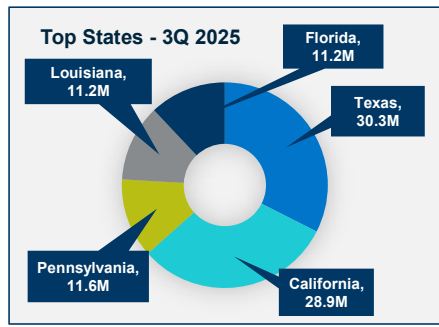 Top States - 3Q 2025
Florida,
11.2M
Louisiana,
11.2M
Texas,
30.3M
Pennsylvania,
11.6M
California,
28.9M